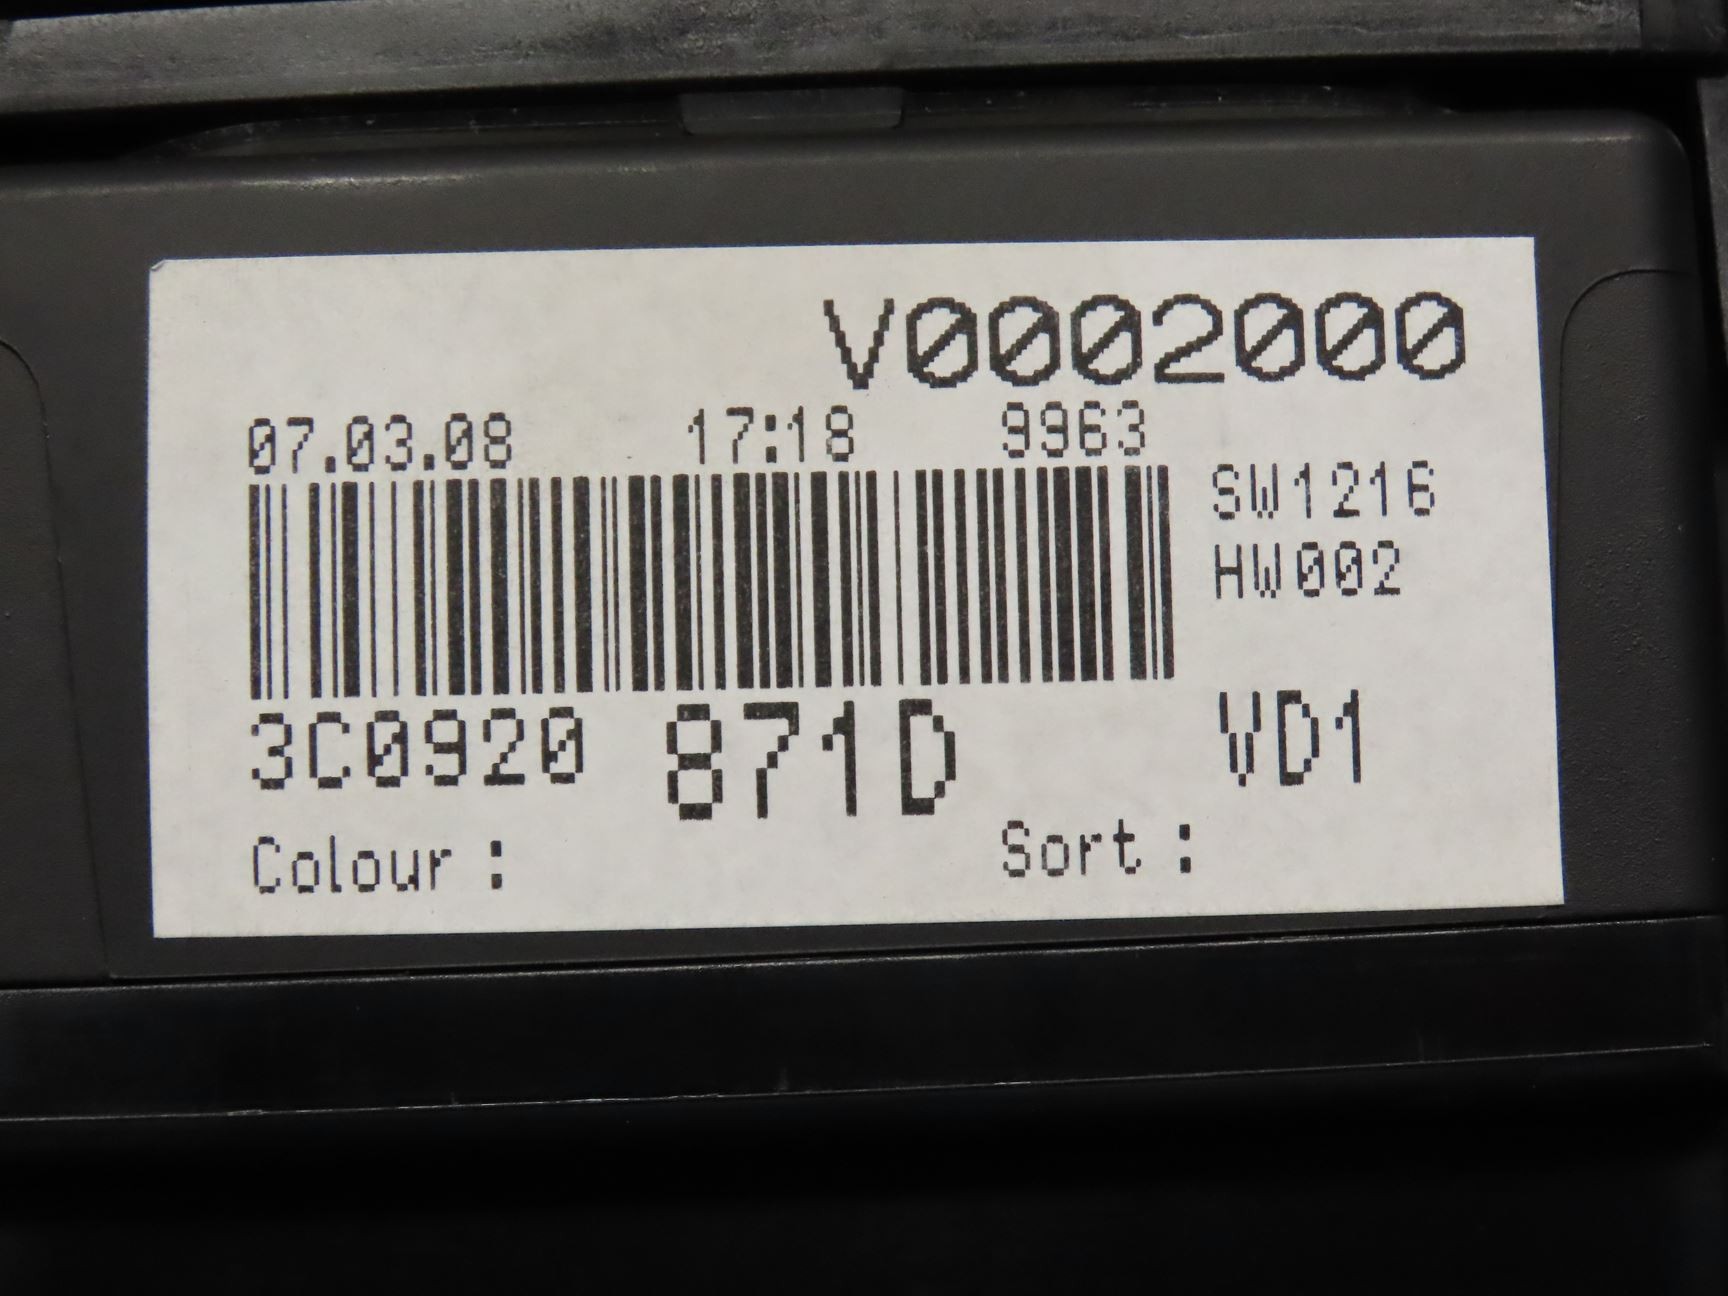 V0002000
07.03.08 17:18 9963
SW1216
HW002
3C0920 871D VD1
Colour : Sort :